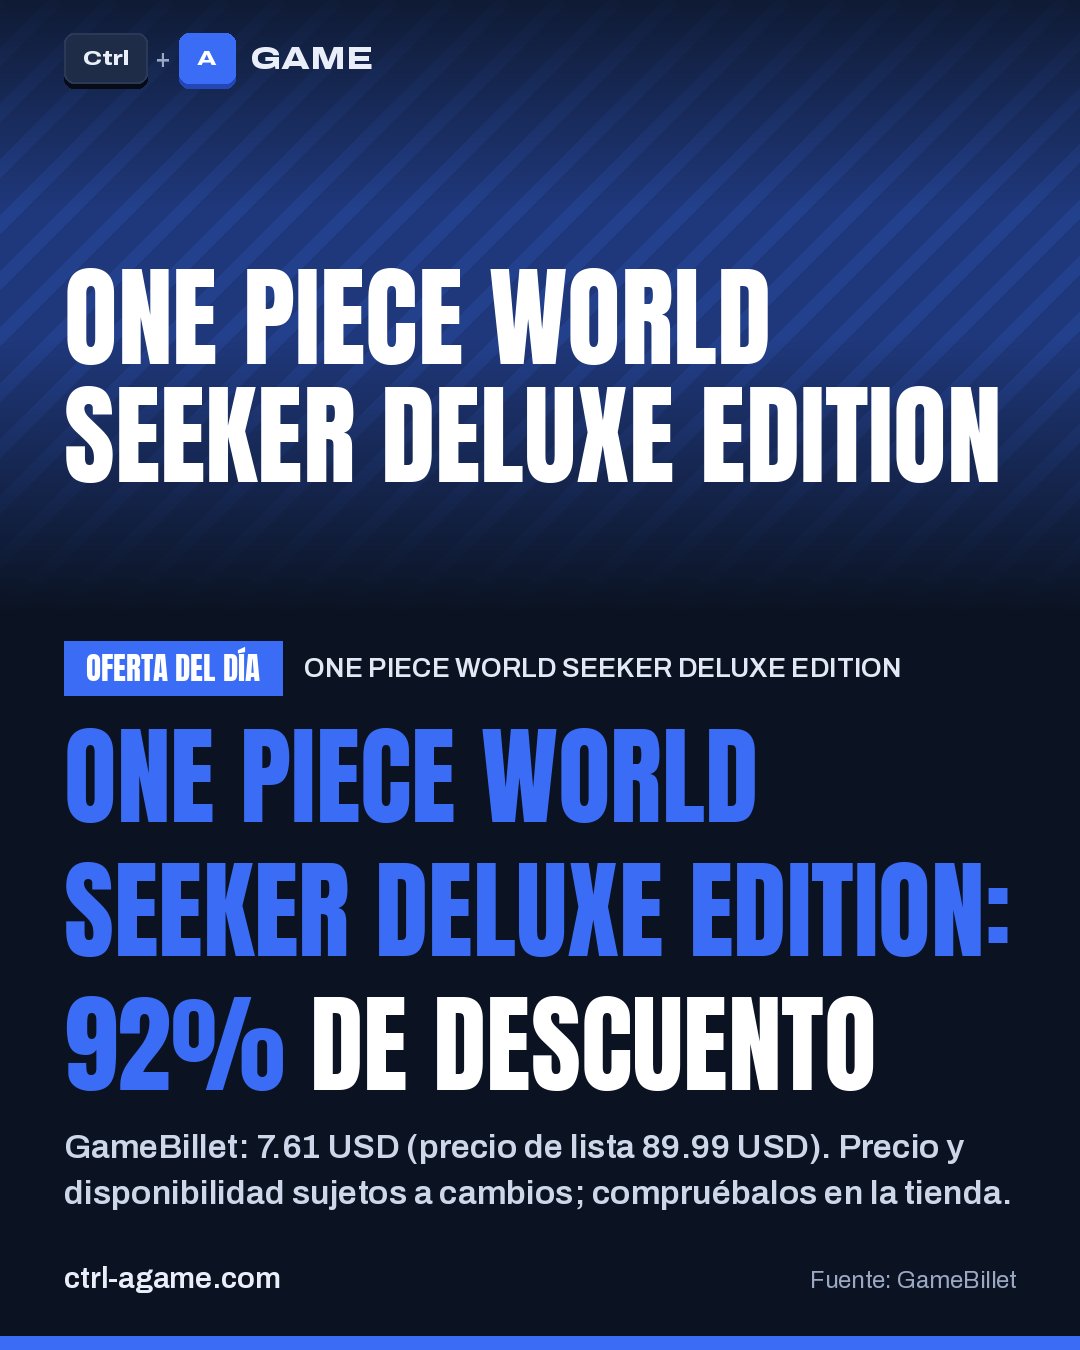 Ctrl + A GAME
ONE PIECE WORLD
SEEKER DELUXE EDITION
OFERTA DEL DÍA ONE PIECE WORLD SEEKER DELUXE EDITION
ONE PIECE WORLD
SEEKER DELUXE EDITION:
92% DE DESCUENTO
GameBillet: 7.61 USD (precio de lista 89.99 USD). Precio y
disponibilidad sujetos a cambios; compruébalos en la tienda.
ctrl-agame.com Fuente: GameBillet